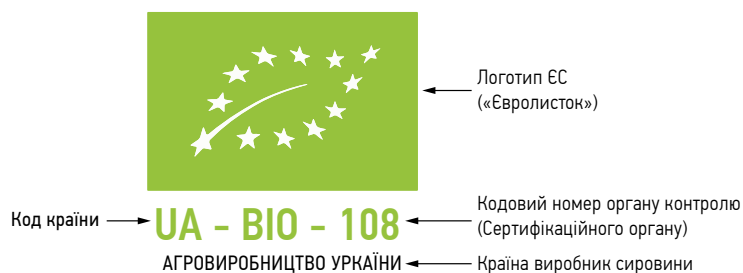 Логотип ЄС
(«Євролисток»)
Код країни
UA - BIO - 108
Кодовий номер органу контролю
(Сертифікаційного органу)
АГРОВИРОБНИЦТВО УРКАЇНИ
Країна виробник сировини